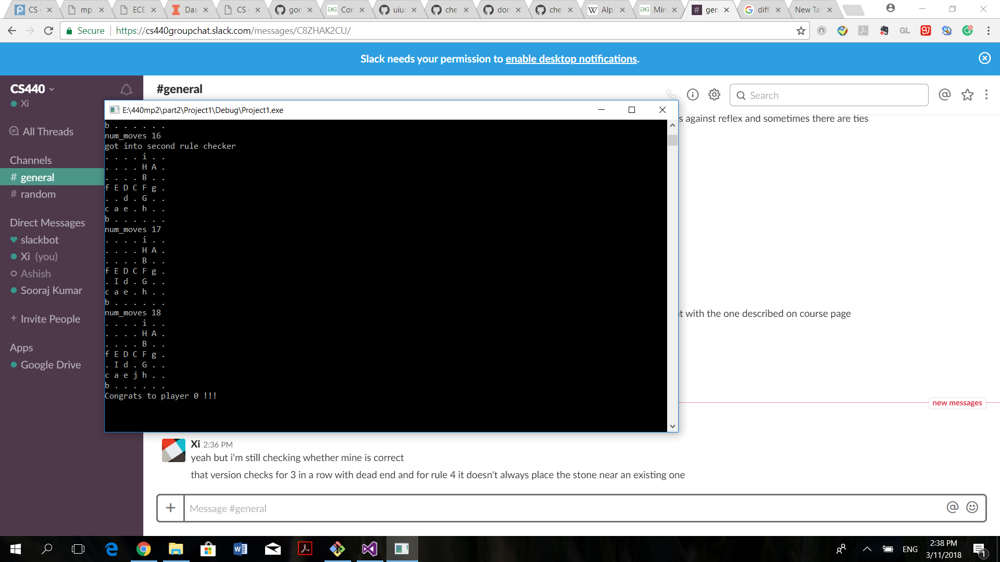 CS
mp
ECE
Das
CS
gor
Con
uiuc
che
dor
che
Alp
Min
gen
diff
New Ta
Secure
https://cs440groupchat.slack.com/messages/C8ZHAK2CU/
GL
Slack needs your permission to enable desktop notifications.
CS440
Xi
All Threads
Channels
# general
# random
Direct Messages
slackbot
Xi (you)
Ashish
Sooraj Kumar
+ Invite People
Apps
Google Drive
#general
Search
s against reflex and sometimes there are ties
t with the one described on course page
new messages
E:\440mp2\part2\Project1\Debug\Project1.exe
b . . . . . .
num_moves 16
got into second rule checker
. . . . i . .
. . . . H A .
. . . . B . .
f E D C F g .
. . d . G . .
c a e . h . .
b . . . . . .
num_moves 17
. . . . i . .
. . . . H A .
. . . . B . .
f E D C F g .
. I d . G . .
c a e . h . .
b . . . . . .
num_moves 18
. . . . i . .
. . . . H A .
. . . . B . .
f E D C F g .
. I d . G . .
c a e j h . .
b . . . . . .
Congrats to player 0 !!!
Xi 2:36 PM
yeah but i'm still checking whether mine is correct
that version checks for 3 in a row with dead end and for rule 4 it doesn't always place the stone near an existing one
Message #general
ENG
2:38 PM
3/11/2018
1